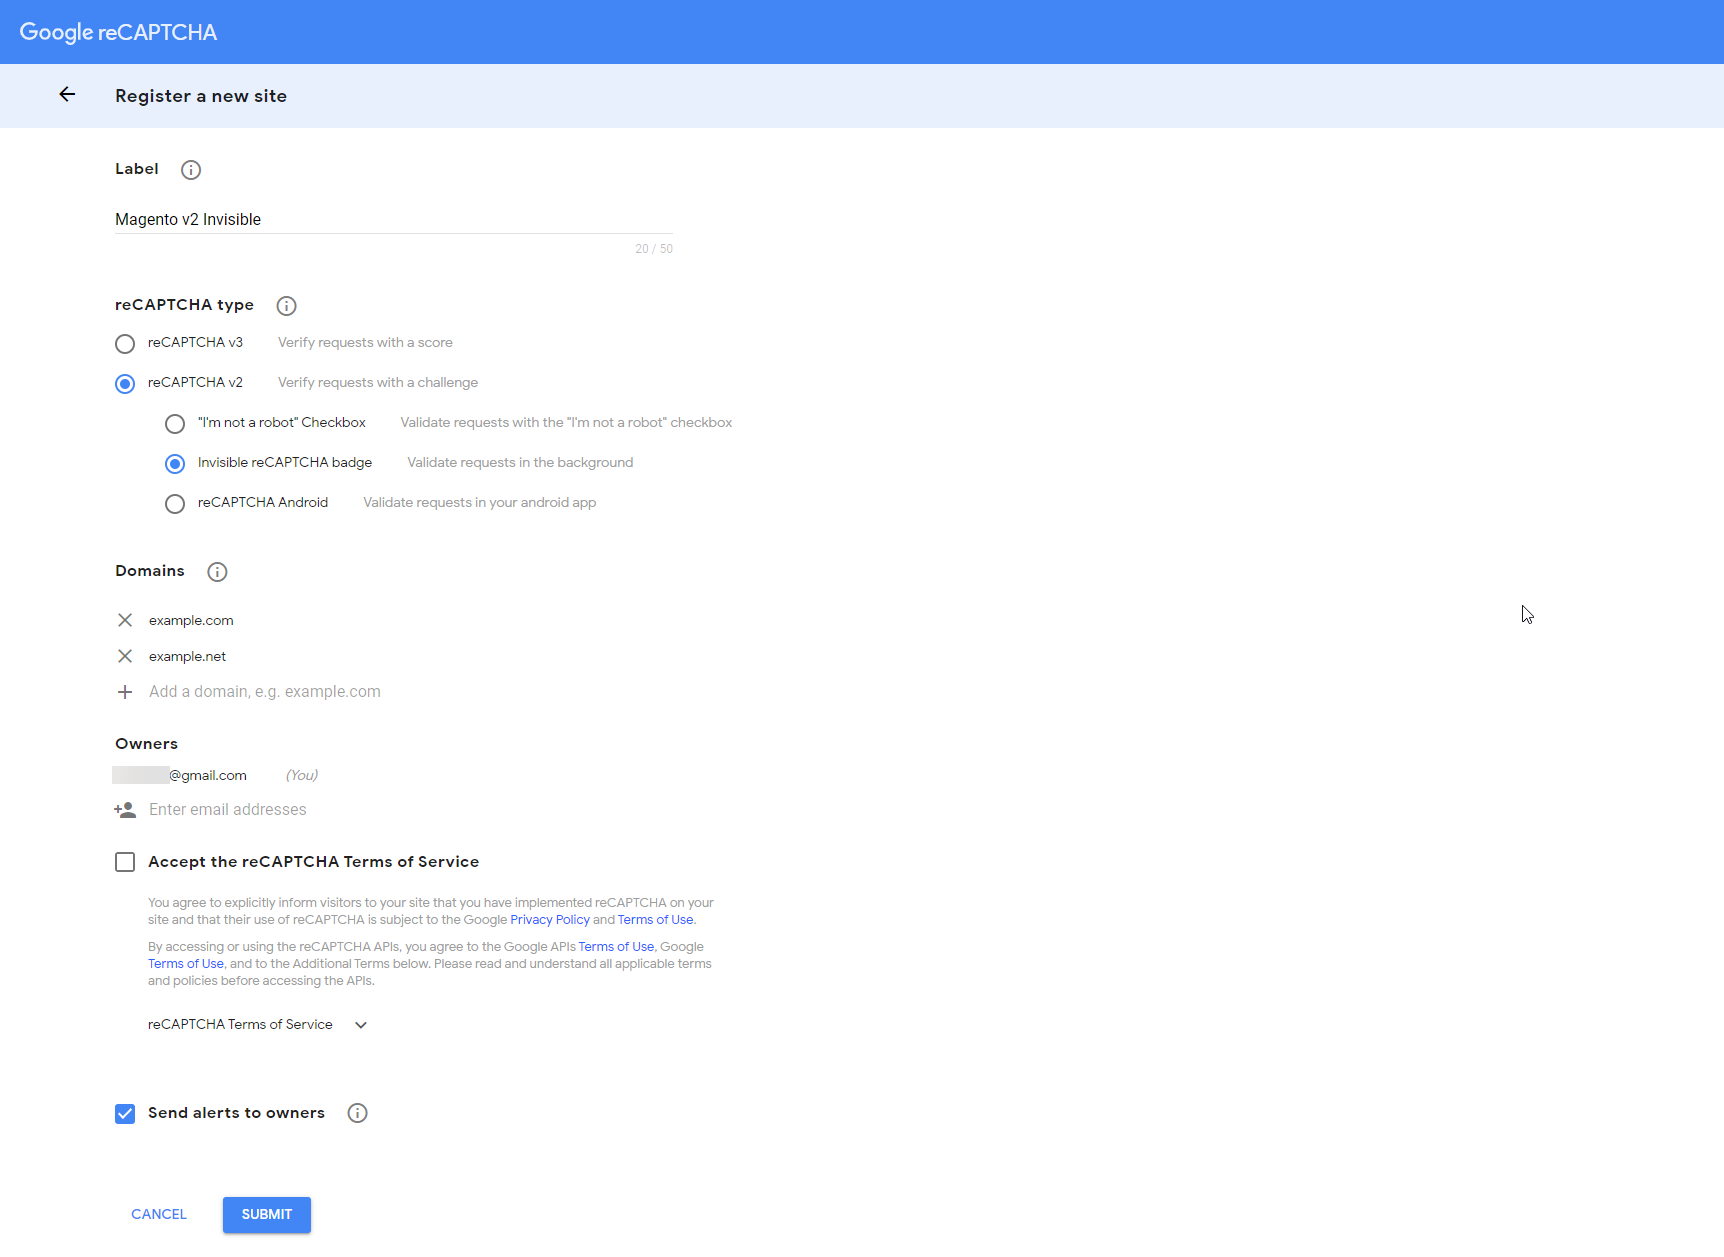 Google reCAPTCHA
Register a new site
Label
Magento v2 Invisible
20 / 50
reCAPTCHA type
reCAPTCHA v3 Verify requests with a score
reCAPTCHA v2 Verify requests with a challenge
"I'm not a robot" Checkbox Validate requests with the "I'm not a robot" checkbox
Invisible reCAPTCHA badge Validate requests in the background
reCAPTCHA Android Validate requests in your android app
Domains
example.com
example.net
Add a domain, e.g. example.com
Owners
@gmail.com (You)
Enter email addresses
Accept the reCAPTCHA Terms of Service
You agree to explicitly inform visitors to your site that you have implemented reCAPTCHA on your
site and that their use of reCAPTCHA is subject to the Google Privacy Policy and Terms of Use.
By accessing or using the reCAPTCHA APIs, you agree to the Google APIs Terms of Use, Google
Terms of Use, and to the Additional Terms below. Please read and understand all applicable terms
and policies before accessing the APIs.
reCAPTCHA Terms of Service
Send alerts to owners
CANCEL SUBMIT